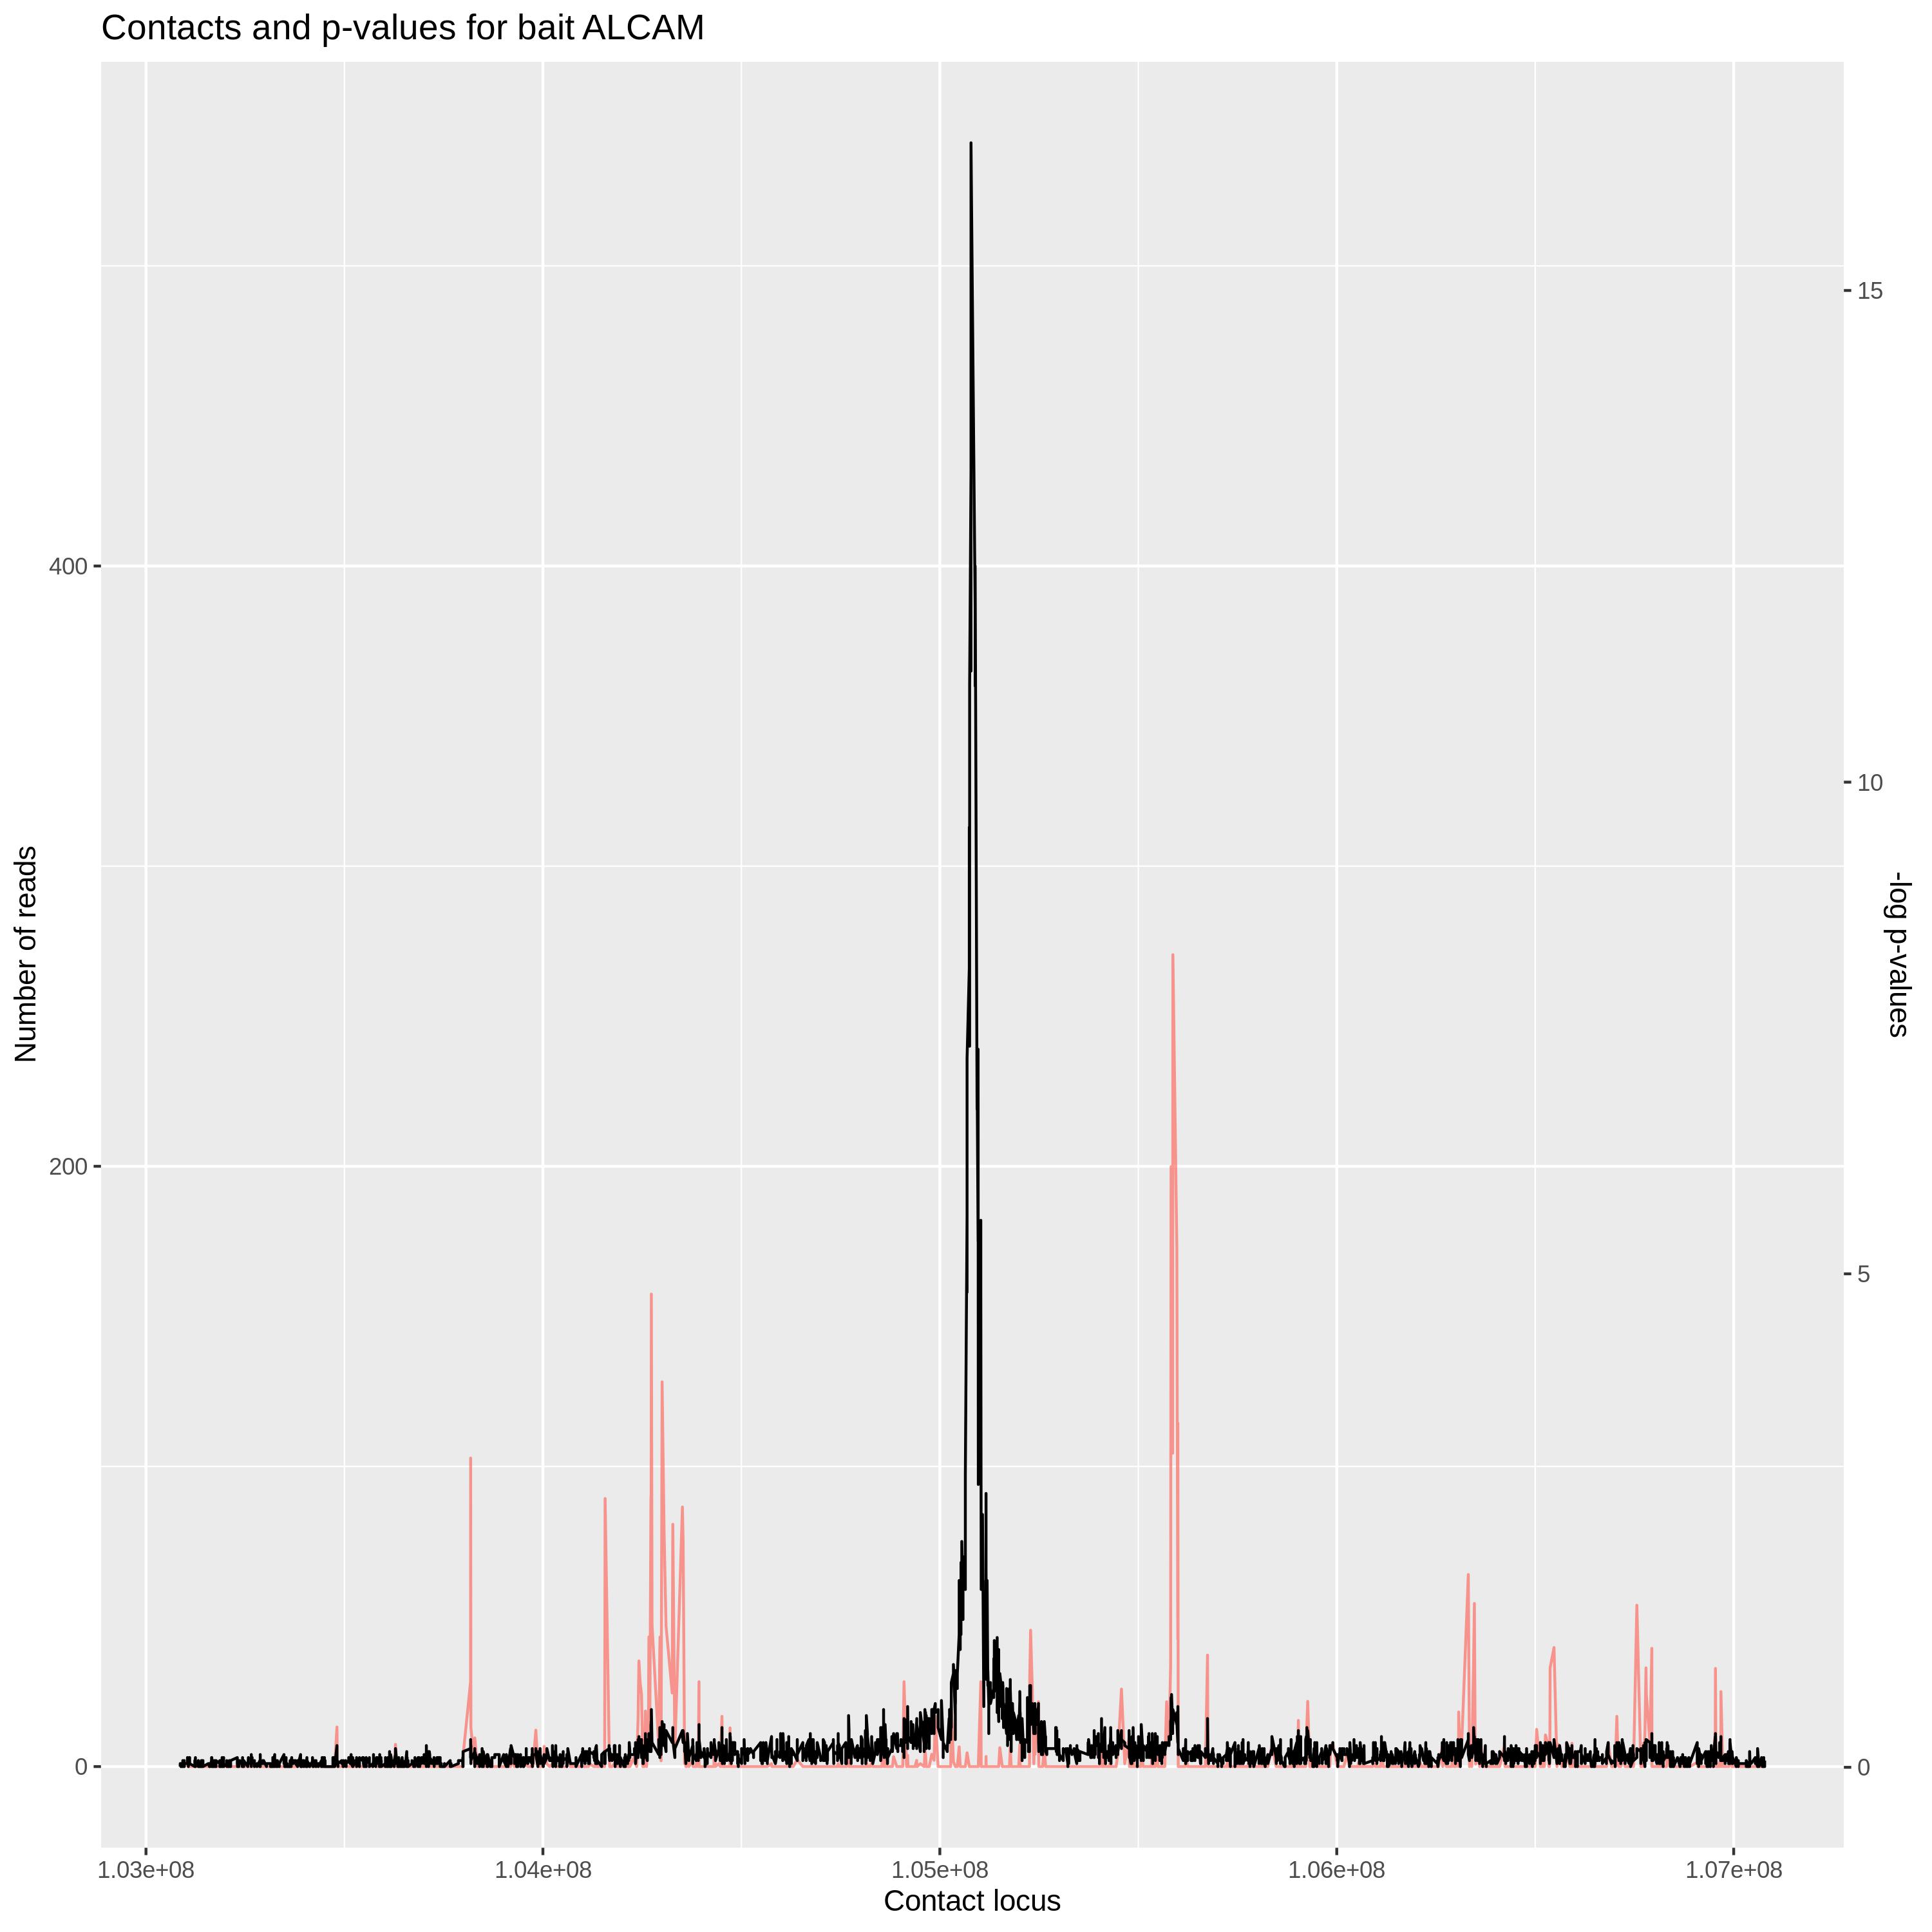 Contacts and p-values for bait ALCAM
Number of reads
400
200
0
15
10
5
0
-log p-values
1.03e+08
1.04e+08
1.05e+08
1.06e+08
1.07e+08
Contact locus